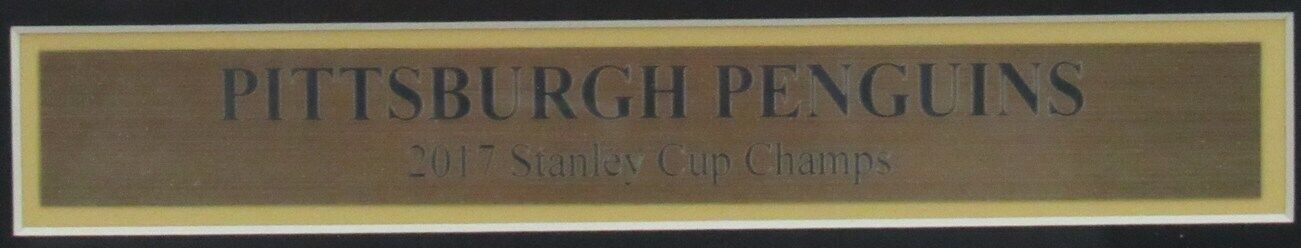 PITTSBURGH PENGUINS
2017 Stanley Cup Champs